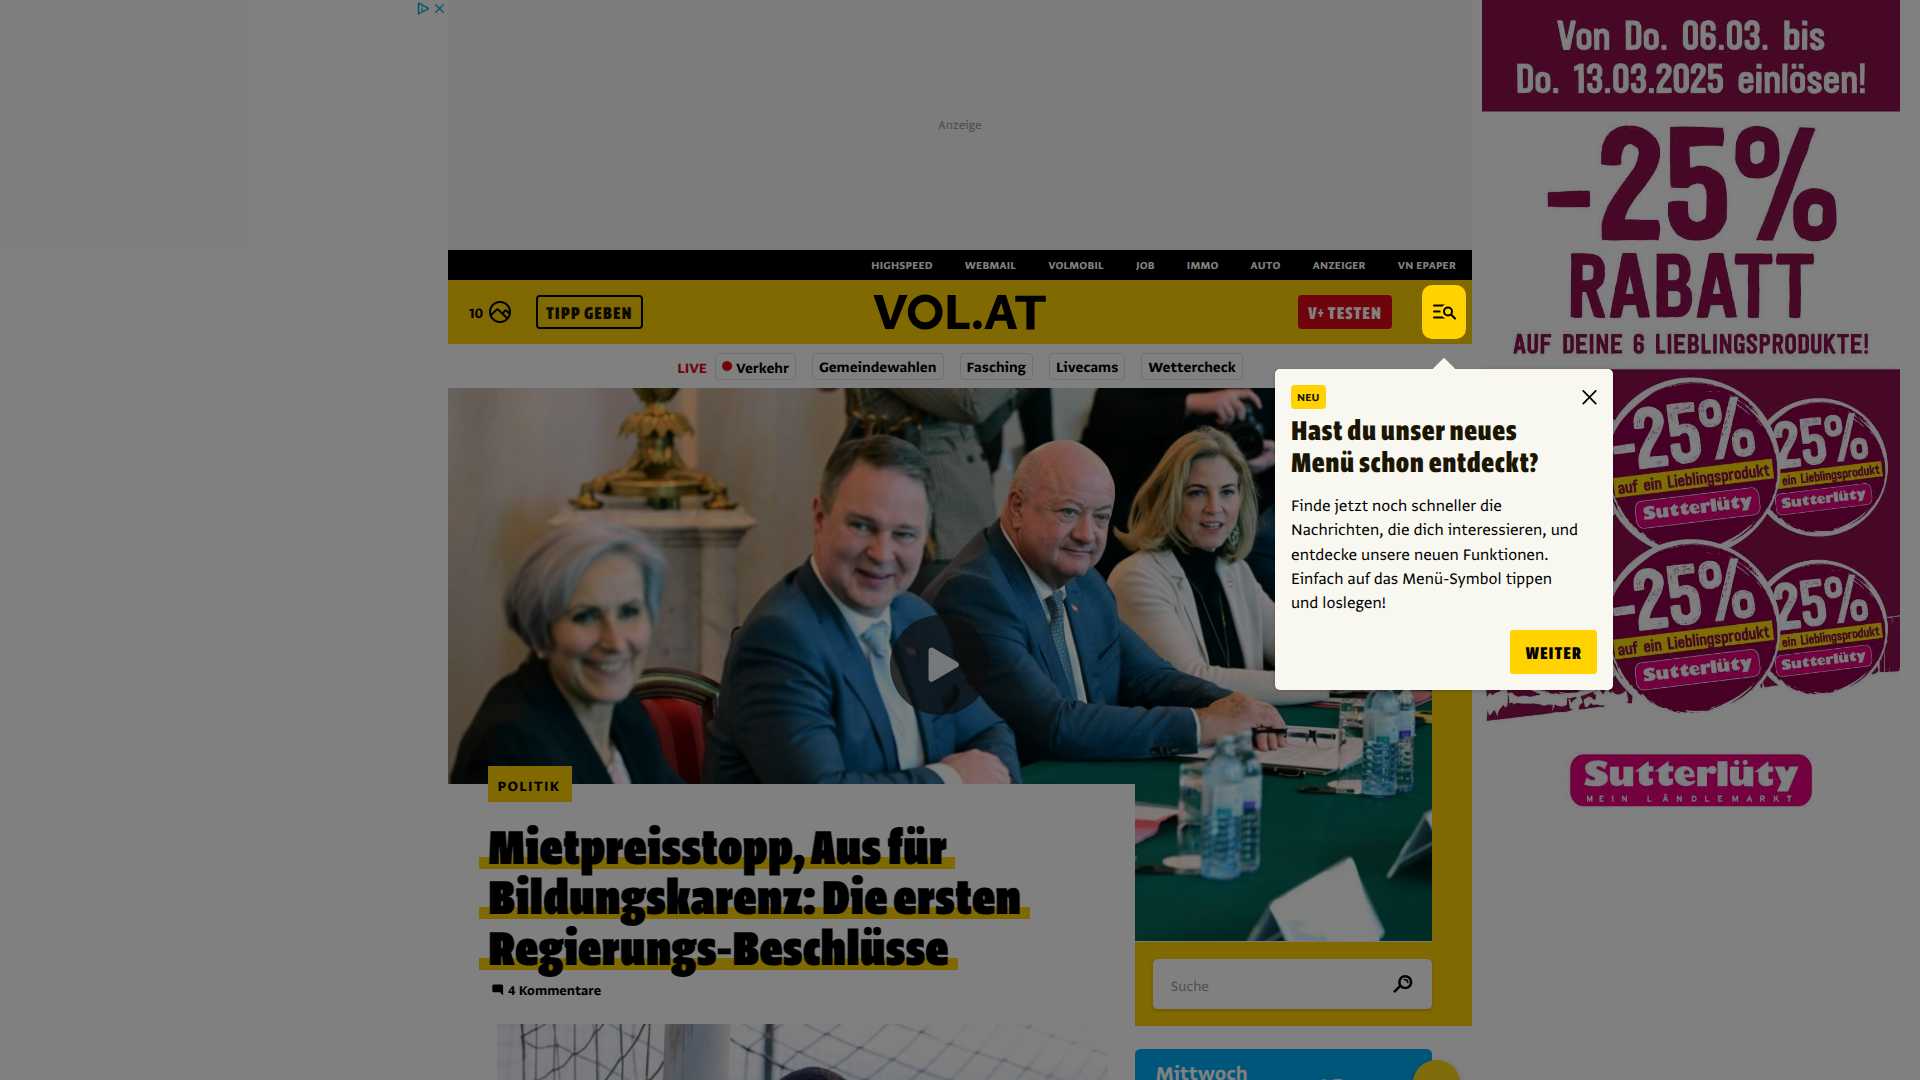 Anzeige
HIGHSPEED
WEBMAIL
VOLMOBIL
JOB
IMMO
AUTO
ANZEIGER
VN EPAPER
10
TIPP GEBEN
VOL.AT
V+ TESTEN
LIVE
Verkehr
Gemeindewahlen
Fasching
Livecams
Wettercheck
NEU
Hast du unser neues
Menü schon entdeckt?
Finde jetzt noch schneller die
Nachrichten, die dich interessieren, und
entdecke unsere neuen Funktionen.
Einfach auf das Menü-Symbol tippen
und loslegen!
WEITER
POLITIK
Mietpreisstopp, Aus für
Bildungskarenz: Die ersten
Regierungs-Beschlüsse
4 Kommentare
Suche
Mittwoch
Von Do. 06.03. bis
Do. 13.03.2025 einlösen!
-25%
RABATT
AUF DEINE 6 LIEBLINGSPRODUKTE!
-25%
auf ein Lieblingsprodukt
Sutterlüty
25%
ein Lieblingsprodukt
Sutterlüty
-25%
auf ein Lieblingsprodukt
Sutterlüty
25%
ein Lieblingsprodukt
Sutterlüty
Sutterlüty
MEIN LÄNDLEMARKT